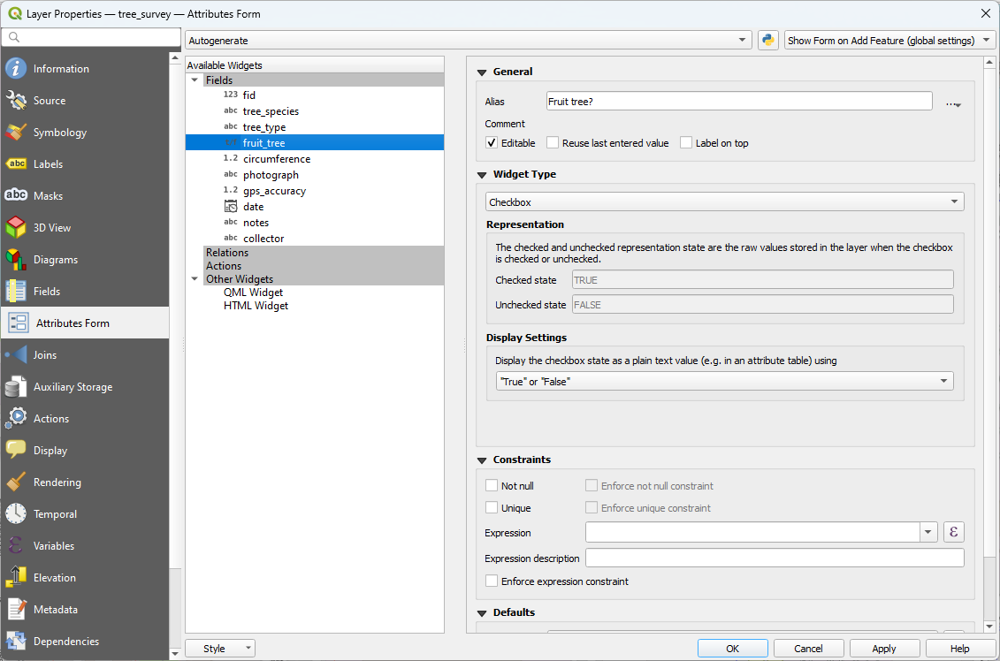 Layer Properties — tree_survey — Attributes Form
Autogenerate
Show Form on Add Feature (global settings)
Information
Source
Symbology
abc Labels
abc Masks
3D View
Diagrams
Fields
Attributes Form
Joins
Auxiliary Storage
Actions
Display
Rendering
Temporal
ε Variables
Elevation
Metadata
Dependencies
Available Widgets
Fields
123 fid
abc tree_species
abc tree_type
fruit_tree
1.2 circumference
abc photograph
1.2 gps_accuracy
date
abc notes
abc collector
Relations
Actions
Other Widgets
QML Widget
HTML Widget
General
Alias Fruit tree? ...
Comment
Editable Reuse last entered value Label on top
Widget Type
Checkbox
Representation
The checked and unchecked representation state are the raw values stored in the layer when the checkbox
is checked or unchecked.
Checked state TRUE
Unchecked state FALSE
Display Settings
Display the checkbox state as a plain text value (e.g. in an attribute table) using
"True" or "False"
Constraints
Not null Enforce not null constraint
Unique Enforce unique constraint
Expression ε
Expression description
Enforce expression constraint
Defaults
Style OK Cancel Apply Help